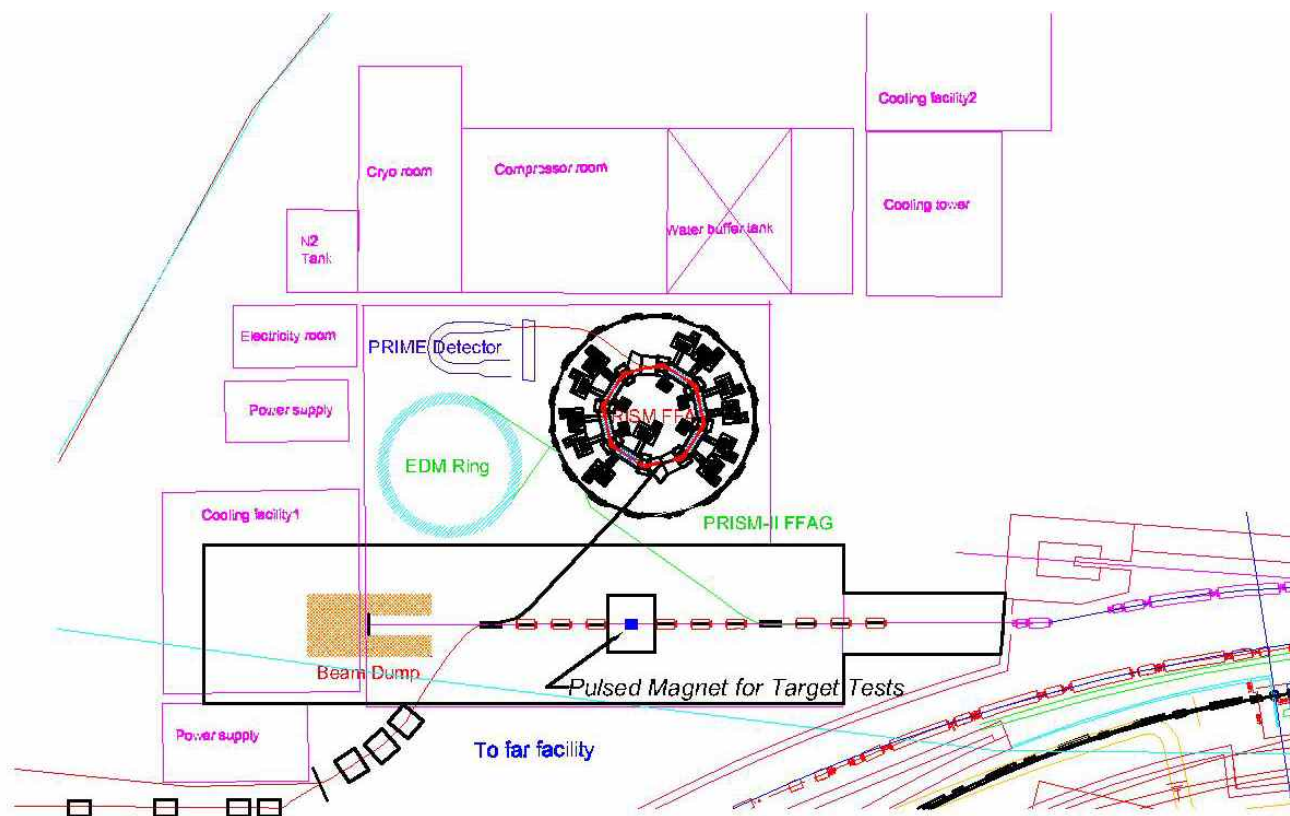 Cooling facility2
Cryo room
Compressor room
Cooling tower
Water buffer tank
N2
Tank
Electricity room
PRIME Detector
Power supply
PRISM FFAG
EDM Ring
Cooling facility1
PRISM-II FFAG
Beam Dump
Pulsed Magnet for Target Tests
Power supply
To far facility